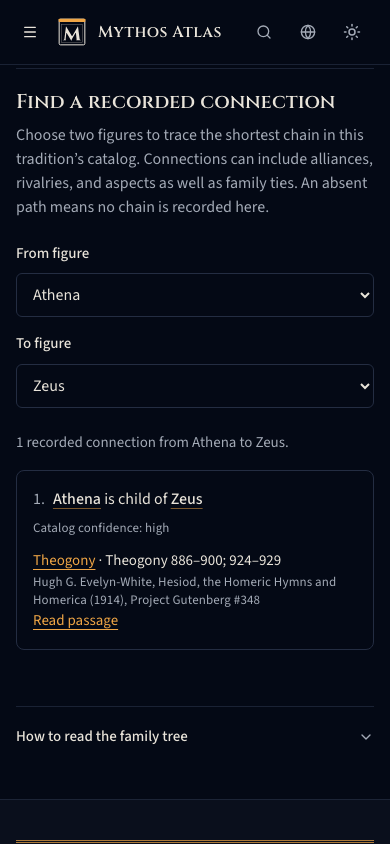 M MYTHOS ATLAS
FIND A RECORDED CONNECTION
Choose two figures to trace the shortest chain in this
tradition’s catalog. Connections can include alliances,
rivalries, and aspects as well as family ties. An absent
path means no chain is recorded here.
From figure
Athena
To figure
Zeus
1 recorded connection from Athena to Zeus.
1. Athena is child of Zeus
Catalog confidence: high
Theogony · Theogony 886–900; 924–929
Hugh G. Evelyn-White, Hesiod, the Homeric Hymns and
Homerica (1914), Project Gutenberg #348
Read passage
How to read the family tree